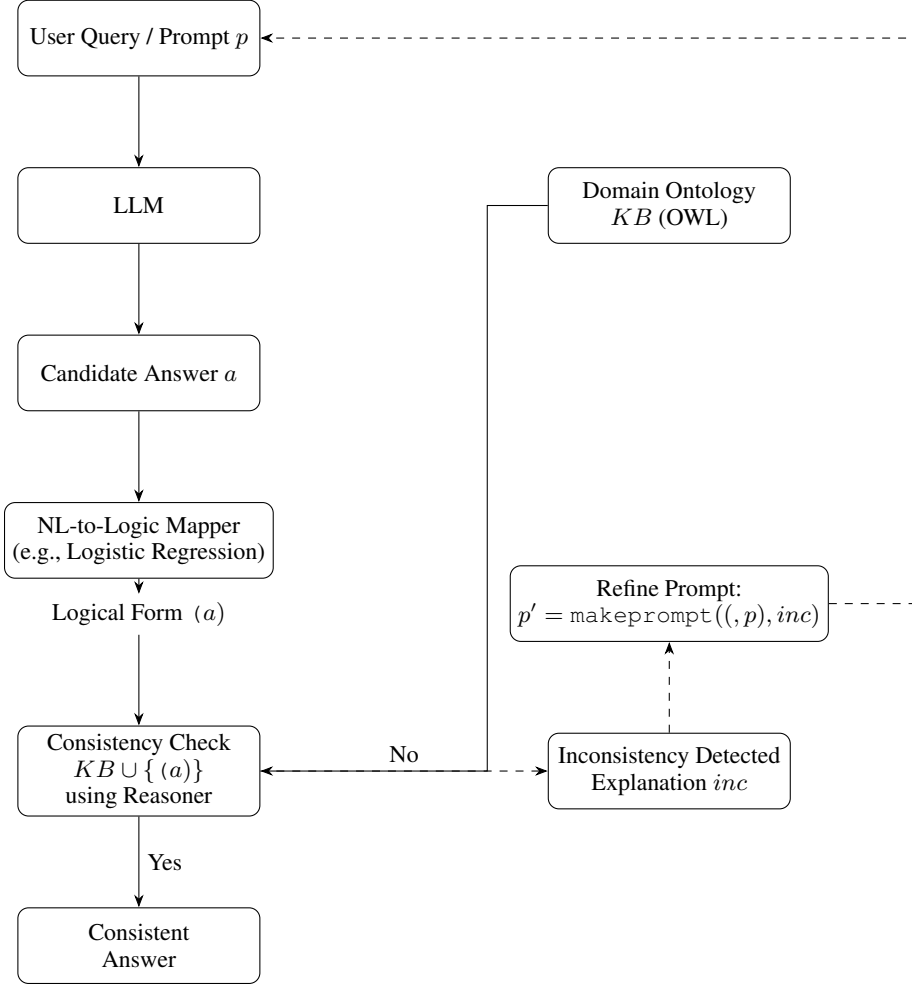 User Query / Prompt p
LLM
Domain Ontology
KB (OWL)
Candidate Answer a
NL-to-Logic Mapper
(e.g., Logistic Regression)
Logical Form (a)
Refine Prompt:
p′ = makeprompt((, p), inc)
Consistency Check
KB ∪ { (a)}
using Reasoner
No
Inconsistency Detected
Explanation inc
Yes
Consistent
Answer